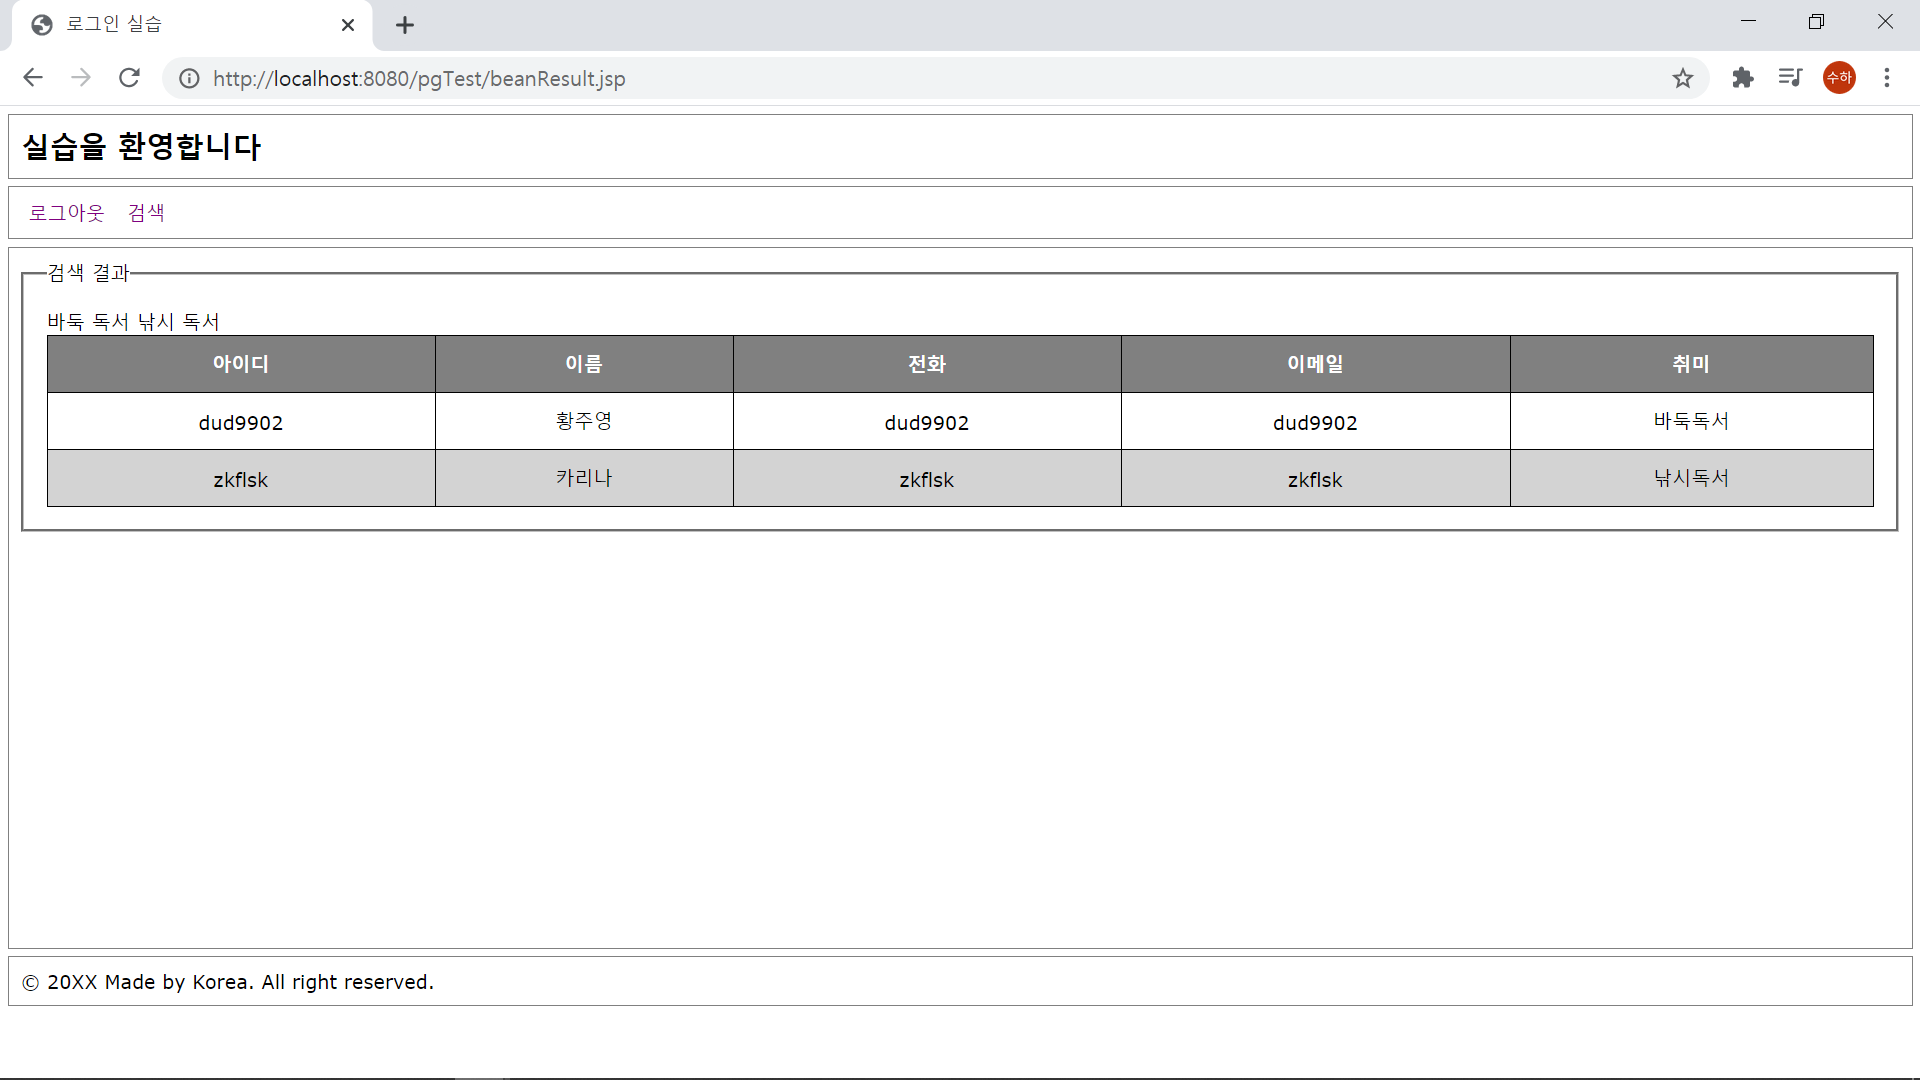 로그인 실습
http://localhost:8080/pgTest/beanResult.jsp
수하
실습을 환영합니다
로그아웃 검색
검색 결과
바둑 독서 낚시 독서
아이디 이름 전화 이메일 취미
dud9902 황주영 dud9902 dud9902 바둑독서
zkflsk 카리나 zkflsk zkflsk 낚시독서
© 20XX Made by Korea. All right reserved.